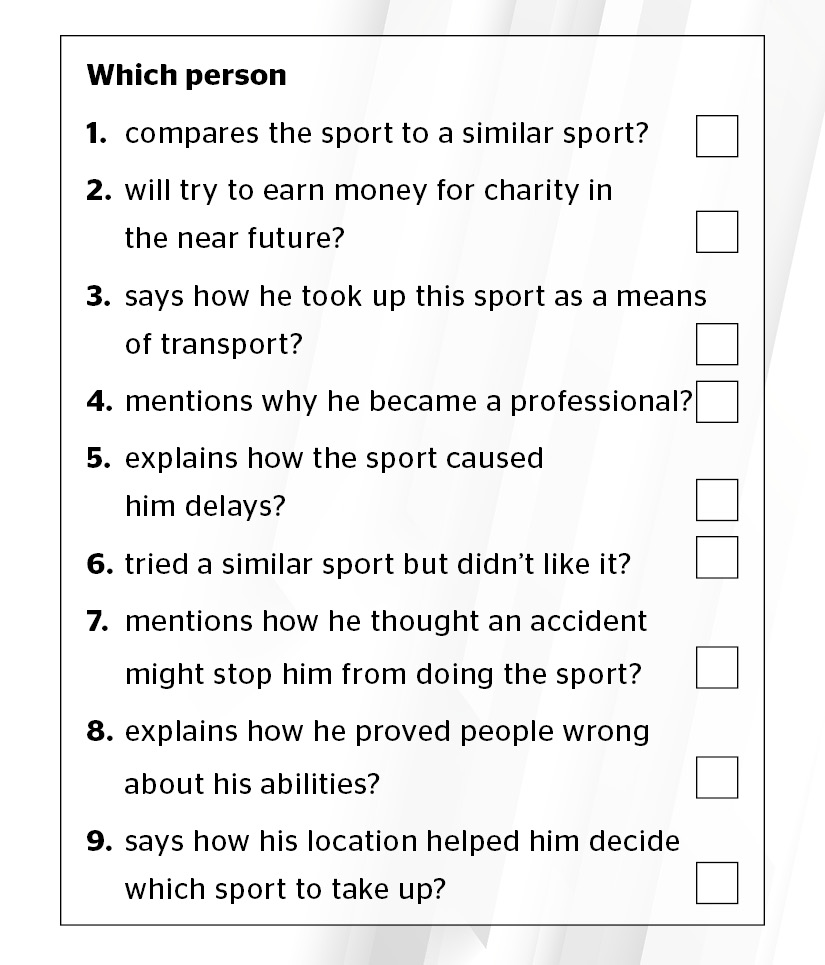 Which person
1. compares the sport to a similar sport?
2. will try to earn money for charity in
the near future?
3. says how he took up this sport as a means
of transport?
4. mentions why he became a professional?
5. explains how the sport caused
him delays?
6. tried a similar sport but didn’t like it?
7. mentions how he thought an accident
might stop him from doing the sport?
8. explains how he proved people wrong
about his abilities?
9. says how his location helped him decide
which sport to take up?